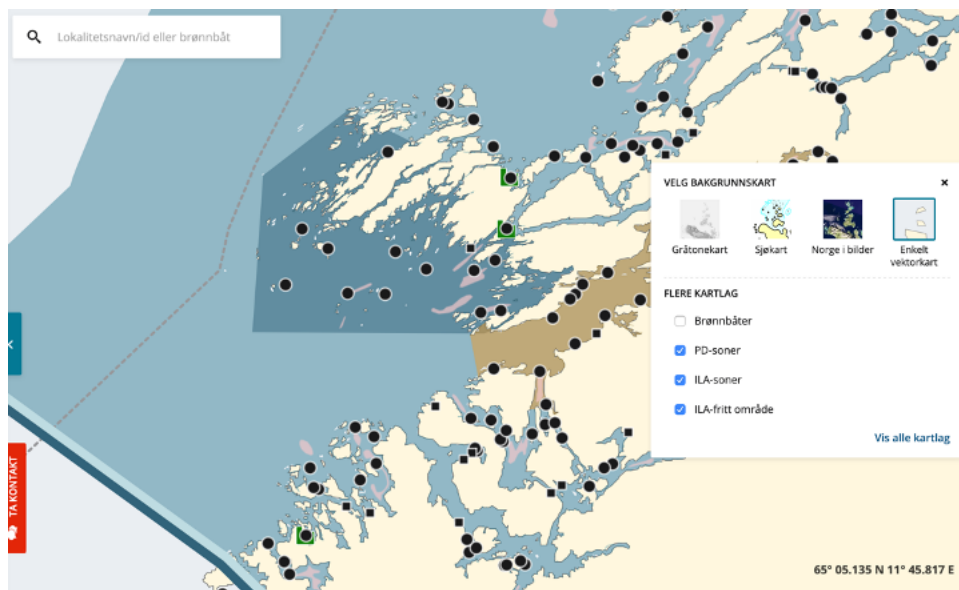 Lokalitetsnavn/id eller brønnbåt
VELG BAKGRUNNSKART
Gråtonekart
Sjøkart
Norge i bilder
Enkelt
vektorkart
FLERE KARTLAG
Brønnbåter
PD-soner
ILA-soner
ILA-fritt område
Vis alle kartlag
TA KONTAKT
65° 05.135 N 11° 45.817 E